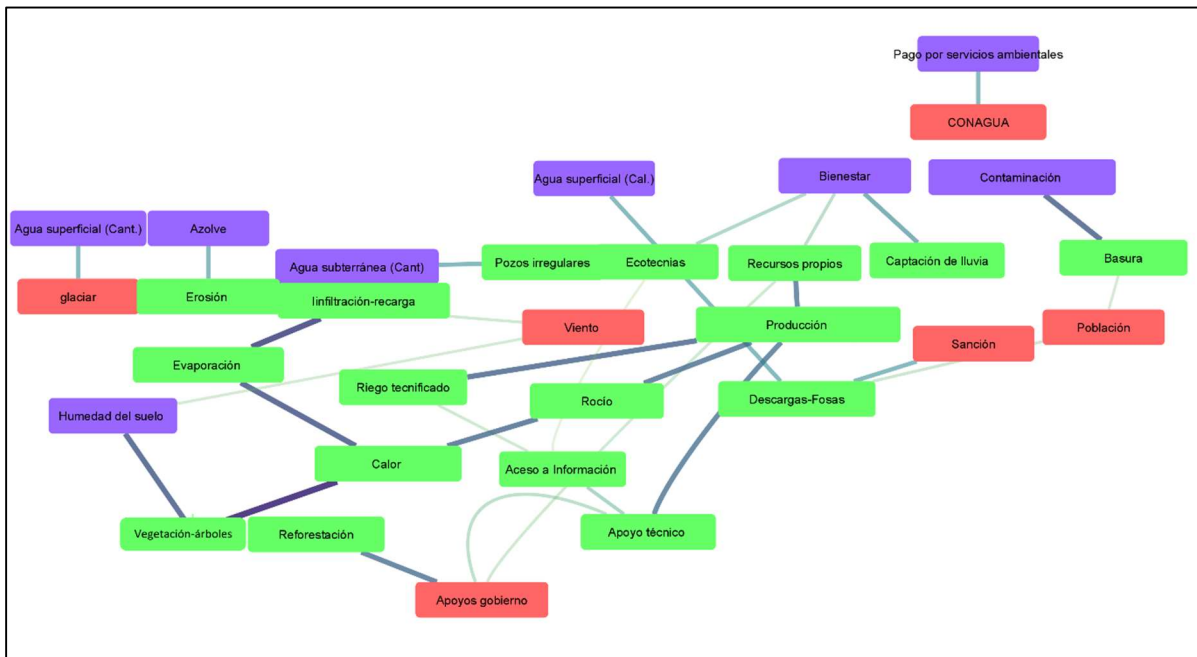 Pago por servicios ambientales
CONAGUA
Agua superficial (Cal.)
Bienestar
Contaminación
Agua superficial (Cant.)
Azolve
Agua subterránea (Cant)
Pozos irregulares
Ecotecnias
Recursos propios
Captación de lluvia
Basura
glaciar
Erosión
Iinfiltración-recarga
Viento
Producción
Sanción
Población
Evaporación
Riego tecnificado
Rocío
Descargas-Fosas
Humedad del suelo
Calor
Aceso a Información
Vegetación-árboles
Reforestación
Apoyo técnico
Apoyos gobierno